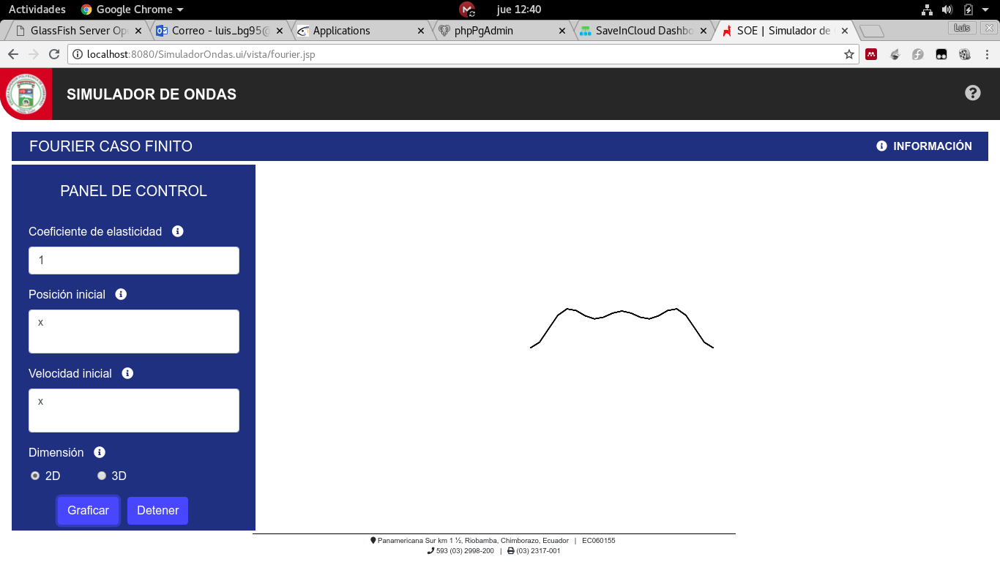 Actividades Google Chrome jue 12:40
GlassFish Server Op Correo - luis_bg95@ Applications phpPgAdmin SaveInCloud Dashbo SOE | Simulador de Luis
localhost:8080/SimuladorOndas.ui/vista/fourier.jsp
SIMULADOR DE ONDAS
FOURIER CASO FINITO INFORMACIÓN
PANEL DE CONTROL
Coeficiente de elasticidad
1
Posición inicial
x
Velocidad inicial
x
Dimensión
2D 3D
Graficar Detener
Panamericana Sur km 1 ½, Riobamba, Chimborazo, Ecuador | EC060155
593 (03) 2998-200 | (03) 2317-001